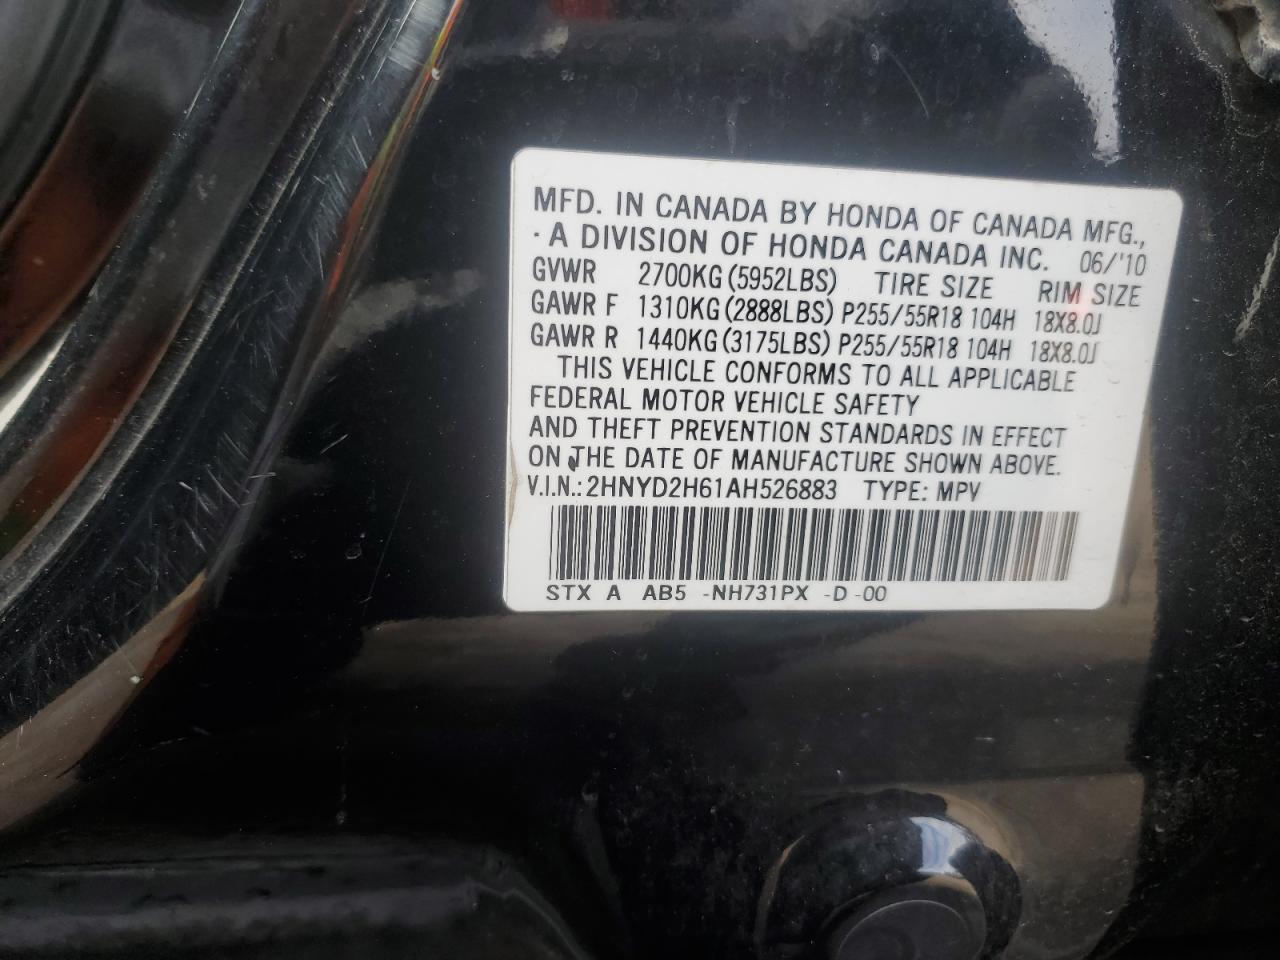 MFD. IN CANADA BY HONDA OF CANADA MFG.,
· A DIVISION OF HONDA CANADA INC. 06/'10
GVWR 2700KG (5952LBS) TIRE SIZE RIM SIZE
GAWR F 1310KG (2888LBS) P255/55R18 104H 18X8.0J
GAWR R 1440KG (3175LBS) P255/55R18 104H 18X8.0J
THIS VEHICLE CONFORMS TO ALL APPLICABLE
FEDERAL MOTOR VEHICLE SAFETY
AND THEFT PREVENTION STANDARDS IN EFFECT
ON THE DATE OF MANUFACTURE SHOWN ABOVE.
V.I.N.: 2HNYD2H61AH526883 TYPE: MPV
STX A AB5 -NH731PX -D -00